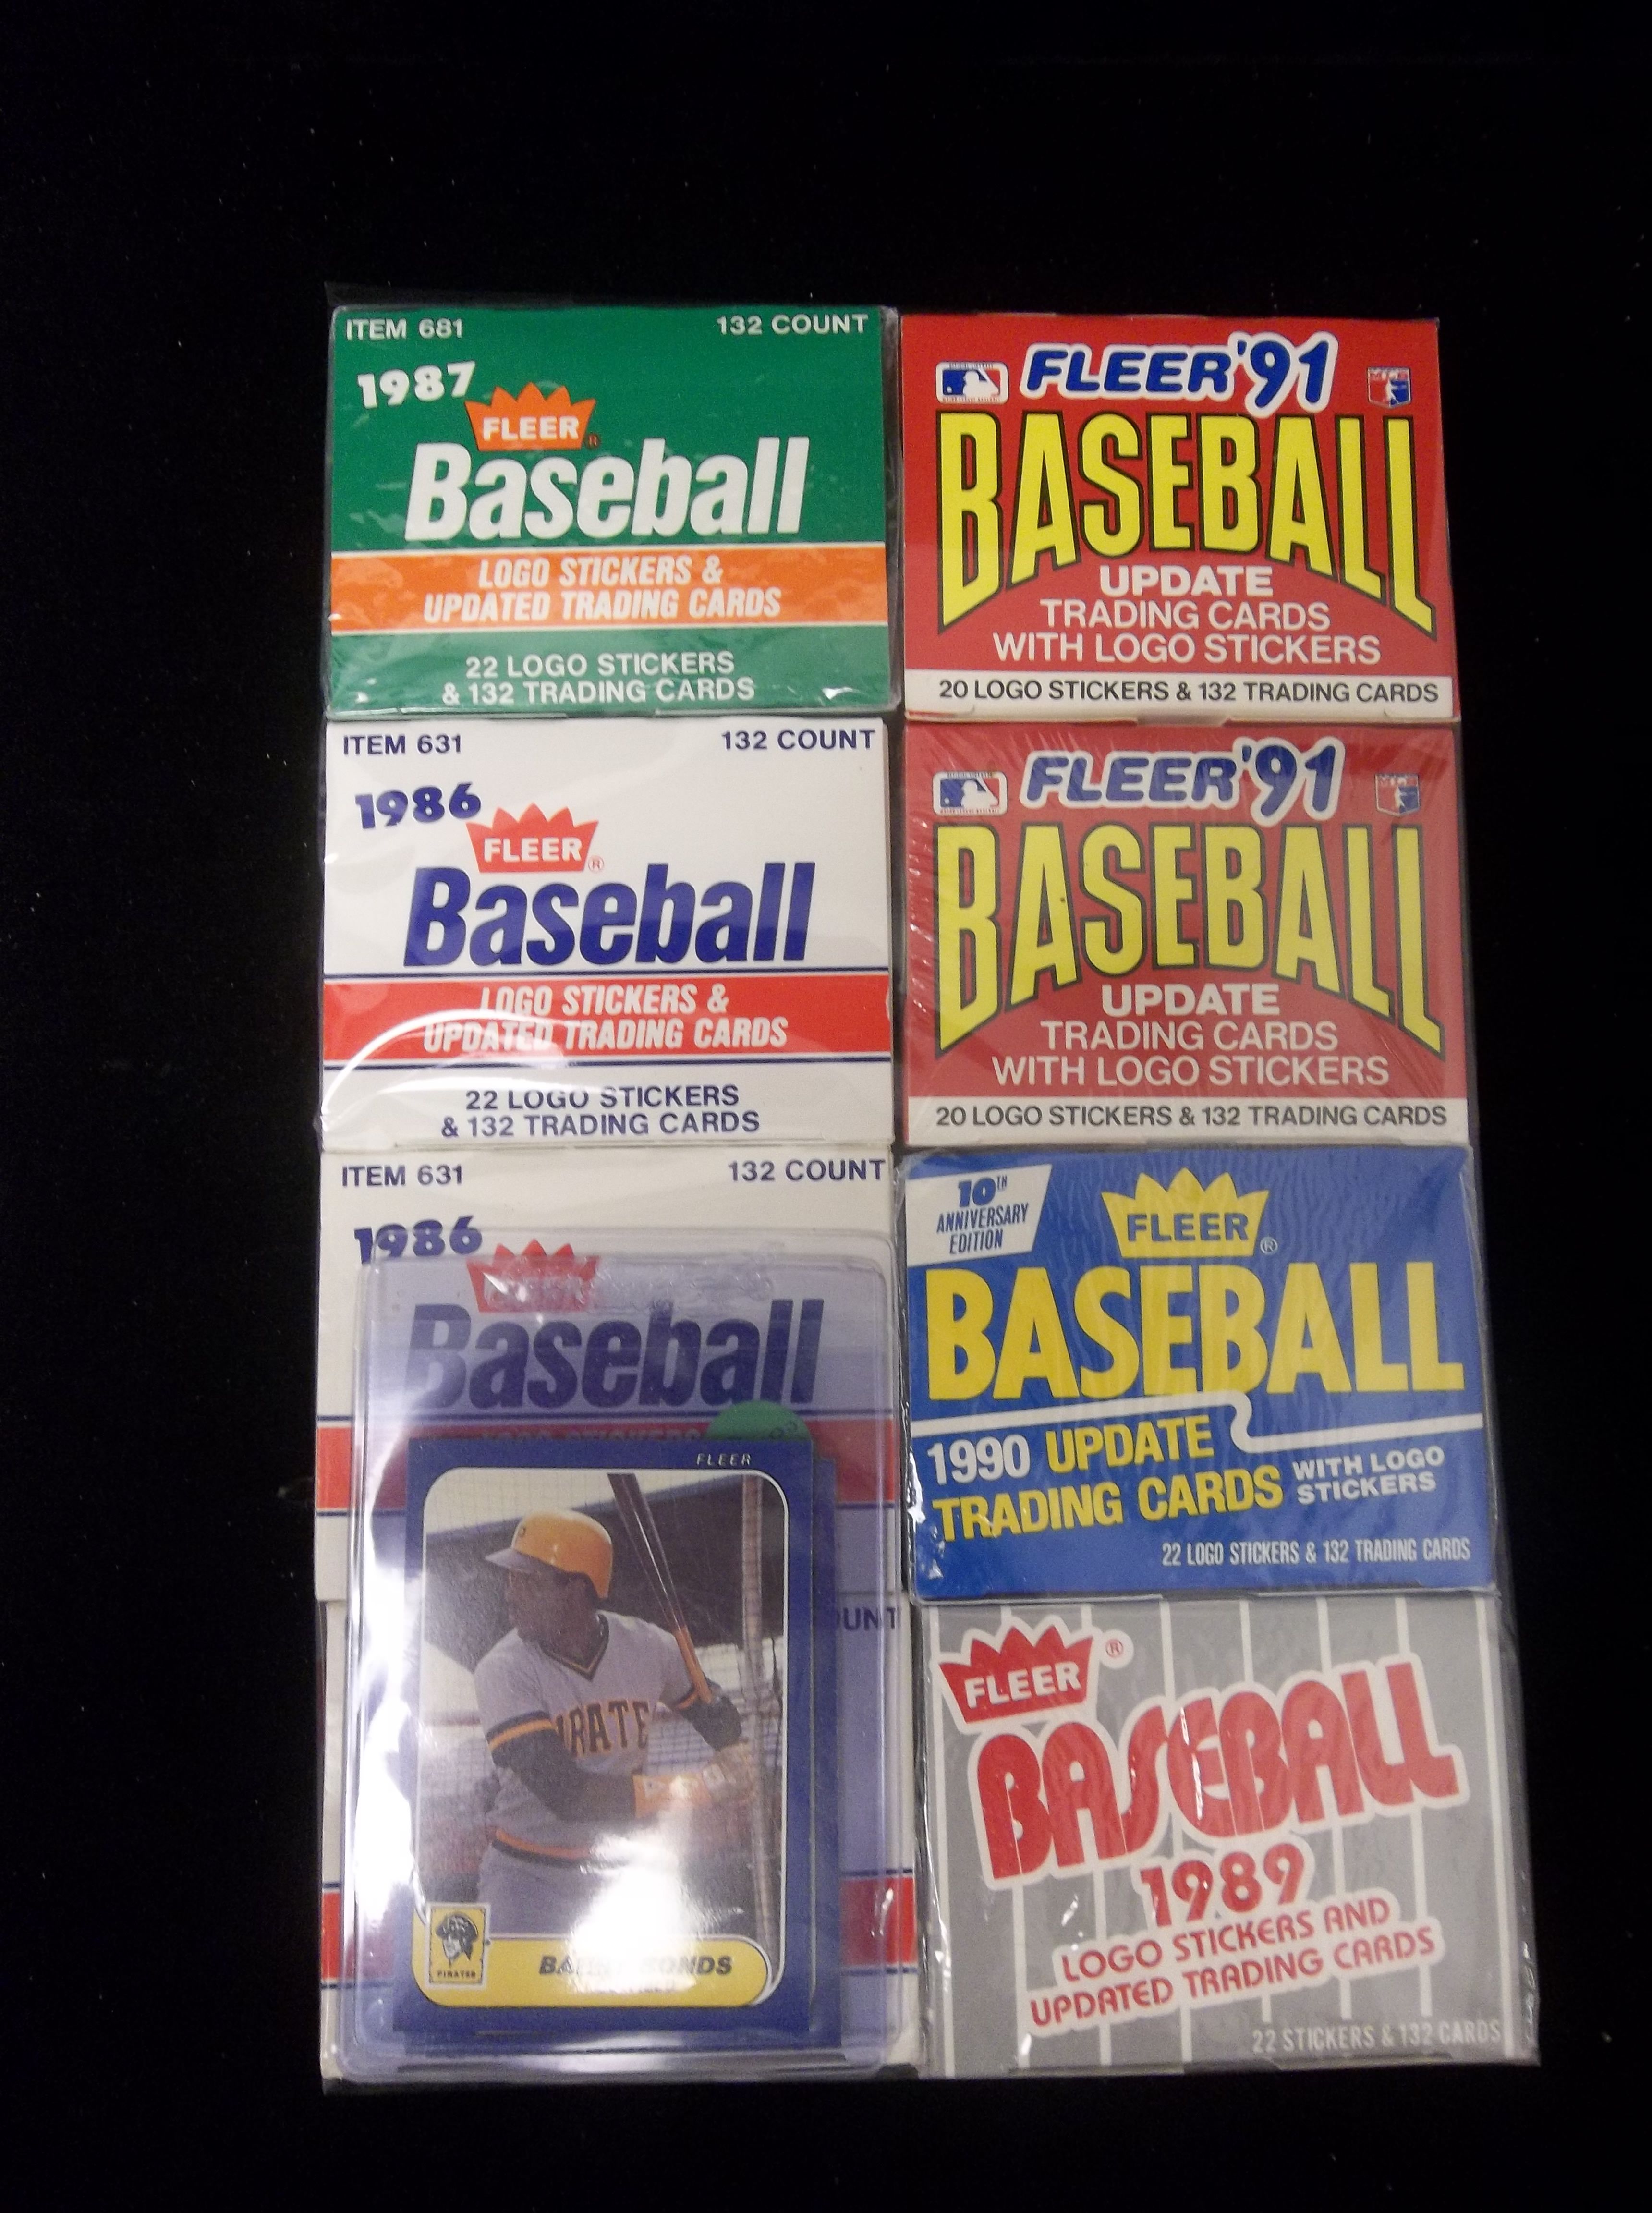 ITEM 681 132 COUNT
1987
FLEER®
Baseball
LOGO STICKERS &
UPDATED TRADING CARDS
22 LOGO STICKERS
& 132 TRADING CARDS
ITEM 631 132 COUNT
1986
FLEER®
Baseball
LOGO STICKERS &
UPDATED TRADING CARDS
22 LOGO STICKERS
& 132 TRADING CARDS
ITEM 631 132 COUNT
1986
Baseball
FLEER
PIRATES
BARRY BONDS
FLEER '91
BASEBALL
UPDATE
TRADING CARDS
WITH LOGO STICKERS
20 LOGO STICKERS & 132 TRADING CARDS
FLEER '91
BASEBALL
UPDATE
TRADING CARDS
WITH LOGO STICKERS
20 LOGO STICKERS & 132 TRADING CARDS
10TH
ANNIVERSARY
EDITION
FLEER®
BASEBALL
1990 UPDATE
TRADING CARDS
WITH LOGO
STICKERS
22 LOGO STICKERS & 132 TRADING CARDS
FLEER®
BASEBALL
1989
LOGO STICKERS AND
UPDATED TRADING CARDS
22 STICKERS & 132 CARDS